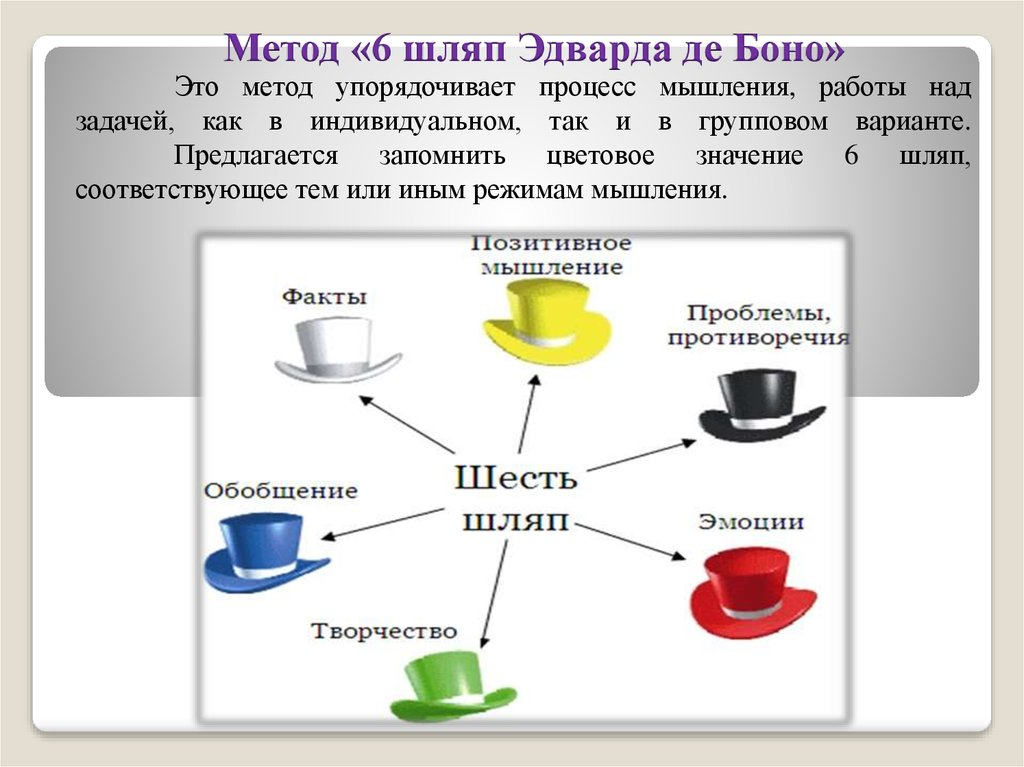 Метод «6 шляп Эдварда де Боно»
Это метод упорядочивает процесс мышления, работы над
задачей, как в индивидуальном, так и в групповом варианте.
Предлагается запомнить цветовое значение 6 шляп,
соответствующее тем или иным режимам мышления.
Позитивное
мышление
Факты
Проблемы,
противоречия
Шесть
шляп
Обобщение
Эмоции
Творчество